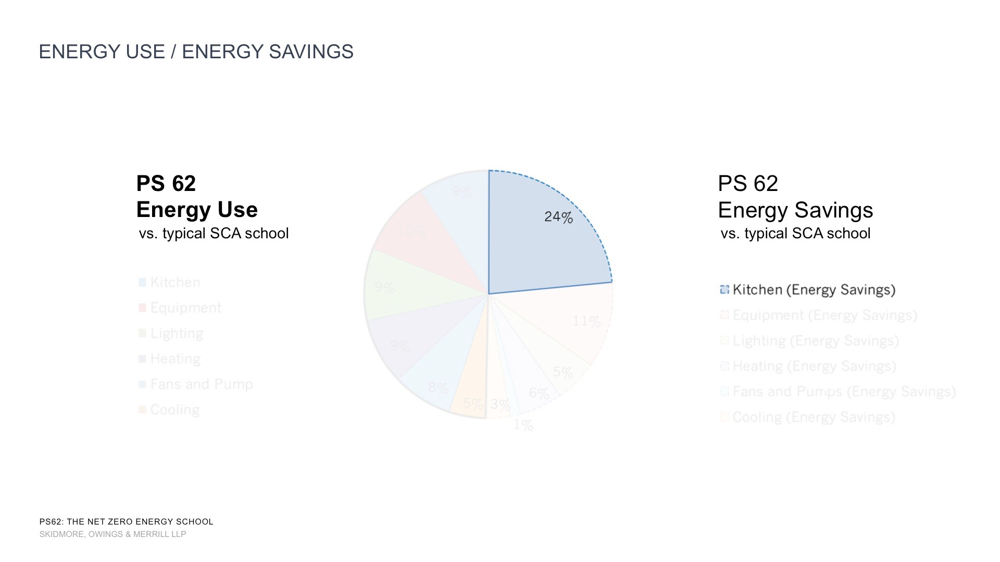 ENERGY USE / ENERGY SAVINGS
PS 62
Energy Use
vs. typical SCA school
Kitchen
Equipment
Lighting
Heating
Fans and Pump
Cooling
9%
10%
9%
9%
8%
5%
24%
11%
5%
6%
1%
3%
PS 62
Energy Savings
vs. typical SCA school
Kitchen (Energy Savings)
Equipment (Energy Savings)
Lighting (Energy Savings)
Heating (Energy Savings)
Fans and Pumps (Energy Savings)
Cooling (Energy Savings)
PS62: THE NET ZERO ENERGY SCHOOL
SKIDMORE, OWINGS & MERRILL LLP